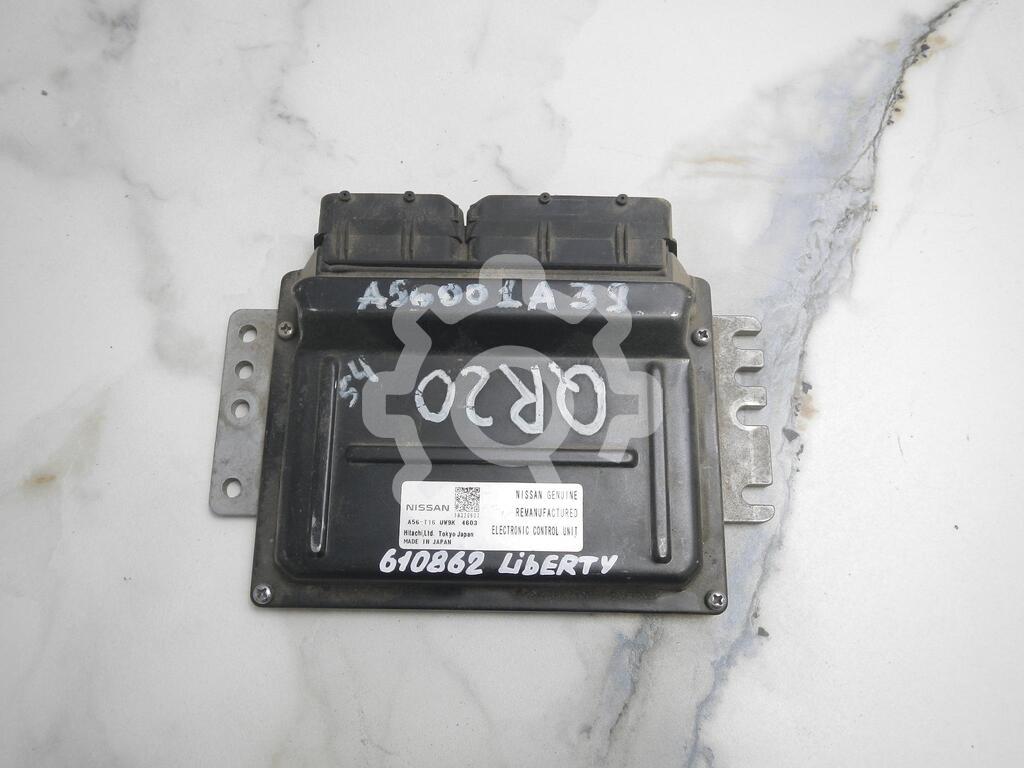 A56001A39
54
QR20
NISSAN
A56-T16 UW9K 4603
Hitachi,Ltd. Tokyo Japan
MADE IN JAPAN
NISSAN GENUINE
REMANUFACTURED
ELECTRONIC CONTROL UNIT
610862 LIBERTY